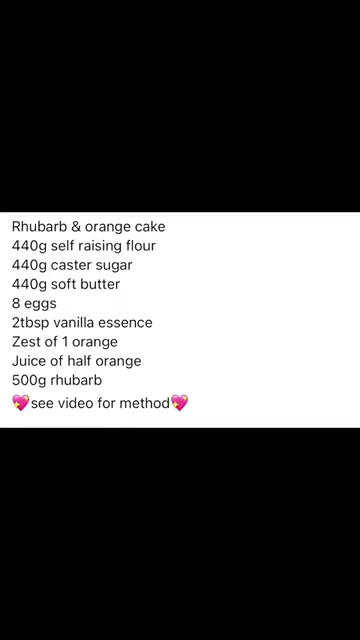 Rhubarb & orange cake
440g self raising flour
440g caster sugar
440g soft butter
8 eggs
2tbsp vanilla essence
Zest of 1 orange
Juice of half orange
500g rhubarb
💖see video for method💖